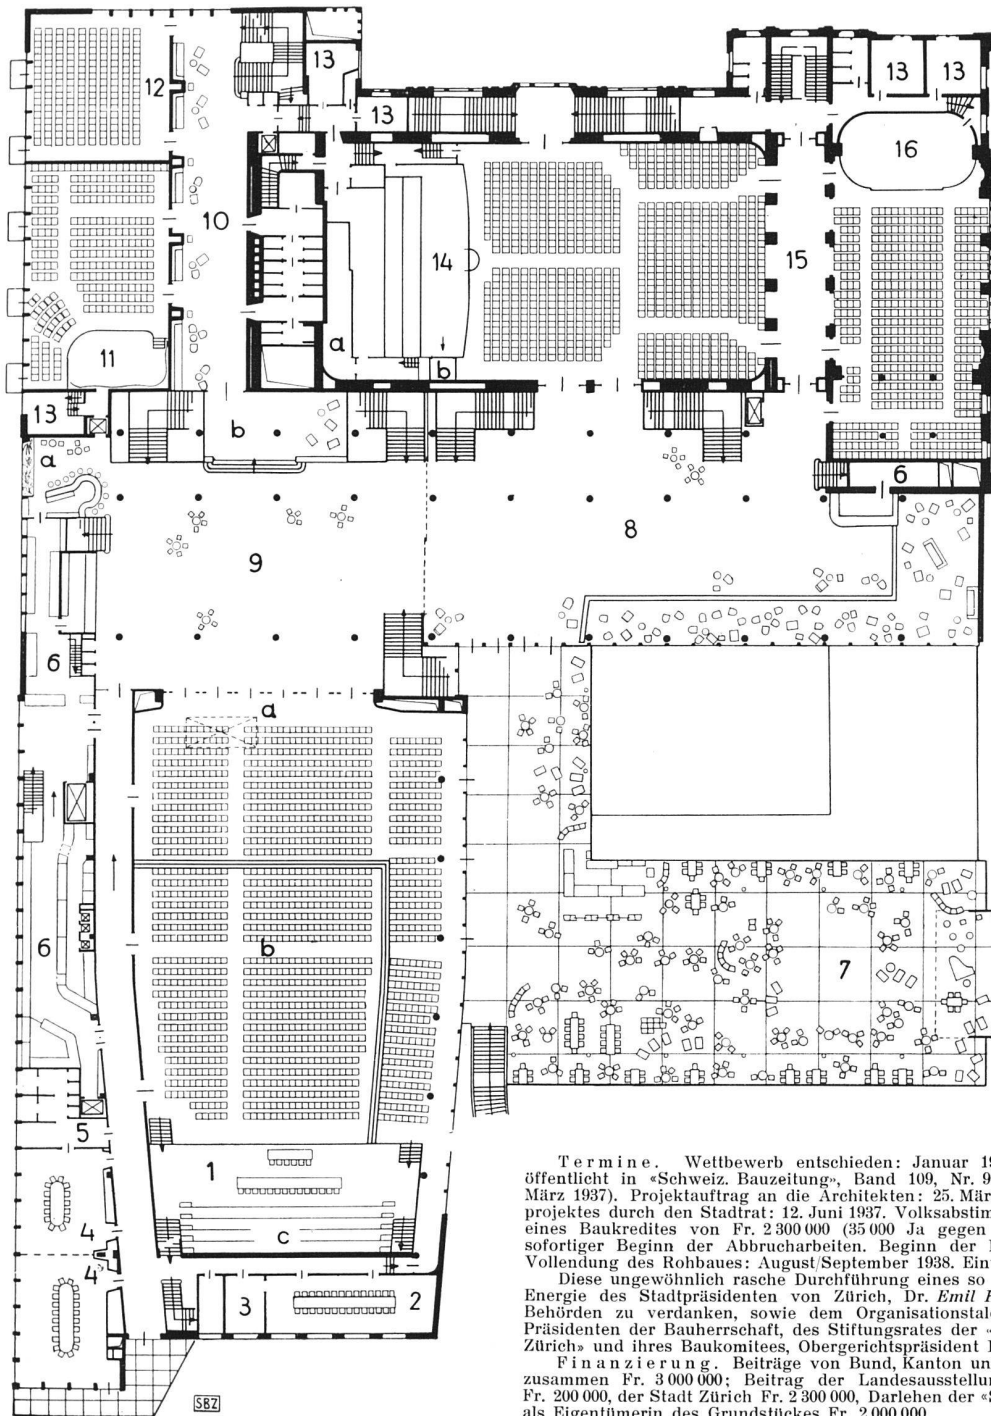 12
13
13
13
13
16
10
14
15
a
b
11
13
b
a
6
8
9
6
a
b
7
6
5
1
4
c
4
3
2
SBZ
Termine. Wettbewerb entschieden: Januar 19
öffentlicht in «Schweiz. Bauzeitung», Band 109, Nr. 9
März 1937). Projektauftrag an die Architekten: 25. Mär
projektes durch den Stadtrat: 12. Juni 1937. Volksabstim
eines Baukredites von Fr. 2 300 000 (35 000 Ja gegen
sofortiger Beginn der Abbrucharbeiten. Beginn der
Vollendung des Rohbaues: August/September 1938. Ein
Diese ungewöhnlich rasche Durchführung eines so
Energie des Stadtpräsidenten von Zürich, Dr. Emil
Behörden zu verdanken, sowie dem Organisationstale
Präsidenten der Bauherrschaft, des Stiftungsrates der «
Zürich» und ihres Baukomitees, Obergerichtspräsident
Finanzierung. Beiträge von Bund, Kanton un
zusammen Fr. 3 000 000; Beitrag der Landesausstellun
Fr. 200 000, der Stadt Zürich Fr. 2 300 000, Darlehen der «S
als Eigentümerin des Grundstückes Fr. 2 000 000